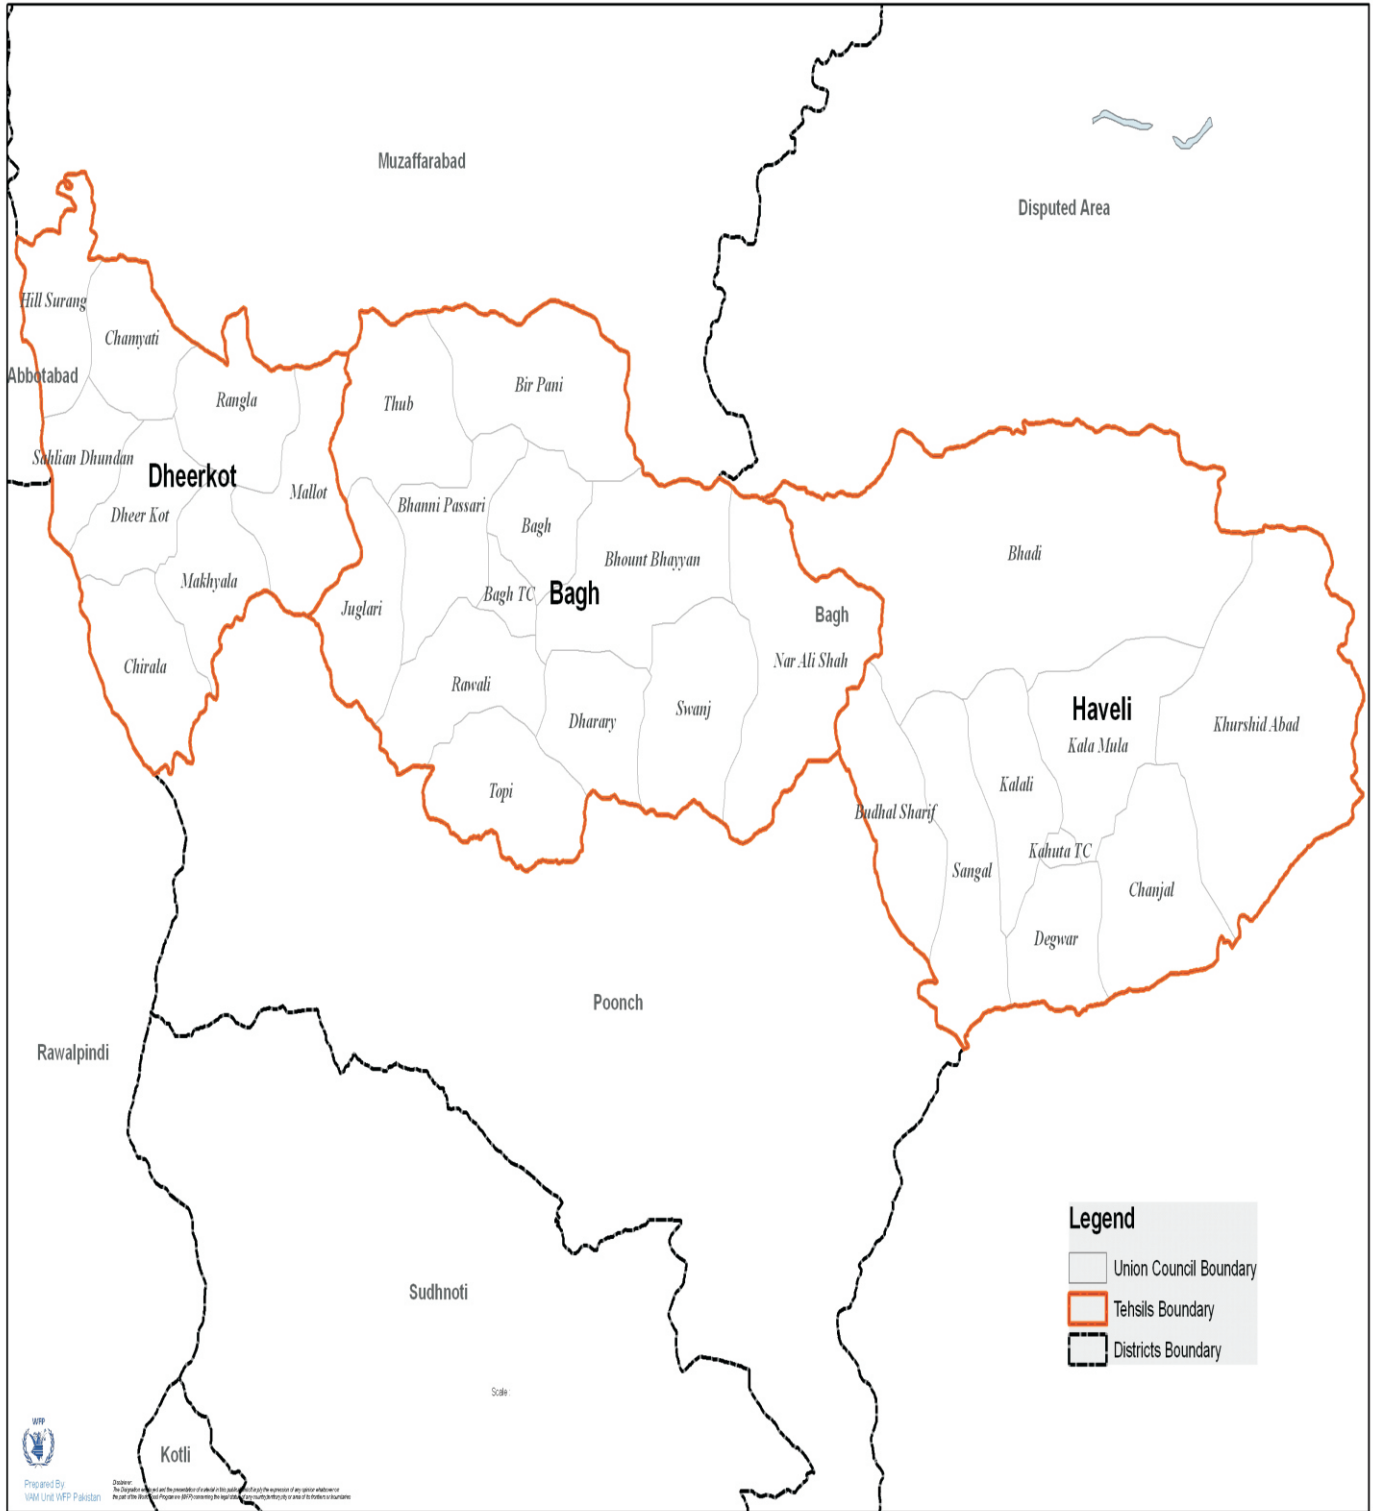 Muzaffarabad
Disputed Area
Hill Surang
Chamyati
Abbotabad
Rangla
Thub
Bir Pani
Sahlian Dhundan
Dheerkot
Mallot
Dheer Kot
Bhanni Passari
Bagh
Bhount Bhayyan
Bhadi
Makhyala
Bagh TC
Bagh
Juglari
Bagh
Chirala
Rawali
Nar Ali Shah
Dharary
Swanj
Haveli
Kala Mula
Khurshid Abad
Topi
Kalali
Budhal Sharif
Kahuta TC
Sangal
Chanjal
Degwar
Poonch
Rawalpindi
Legend
Union Council Boundary
Tehsils Boundary
Districts Boundary
Sudhnoti
Scale
Kotli
WFP
Prepared By:
VAM Unit WFP Pakistan
Disclaimer: